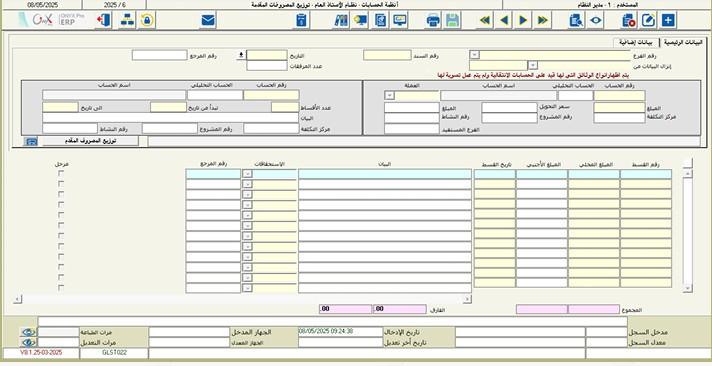 المستخدم : 1 - مدير النظام
أنظمة الحسابات - نظام الأستاذ العام - توزيع المصروفات المقدمة
2025 / 6
08/05/2025
ONYX Pro
ERP
البيانات الرئيسية
بيانات إضافية
رقم الفرع
رقم السند
التاريخ
رقم المرجع
إنزال البيانات من
عدد المرفقات
يتم اظهار انواع الوثائق التي لها قيد على الحسابات الإنتقالية ولم يتم عمل تسوية لها
رقم الحساب
الحساب التحليلي
اسم الحساب
العملة
رقم الحساب
الحساب التحليلي
اسم الحساب
المبلغ
سعر التحويل
المبلغ
عدد الأقساط
تبدأ من تاريخ
الى تاريخ
مركز التكلفة
رقم المشروع
رقم النشاط
البيان
الفرع المستفيد
مركز التكلفة
رقم المشروع
رقم النشاط
توزيع المصروف المقدم
رقم القسط
المبلغ المحلي
المبلغ الأجنبي
تاريخ القسط
البيان
الإستحقاقات
رقم المرجع
مرحل
المجموع
الفارق
.00
.00
مدخل السجل
تاريخ الإدخال
08/05/2025 09:24:38
الجهاز المدخل
مرات الطباعة
معدل السجل
تاريخ آخر تعديل
الجهاز المعدل
مرات التعديل
GLST022
V8.1.25-03-2025